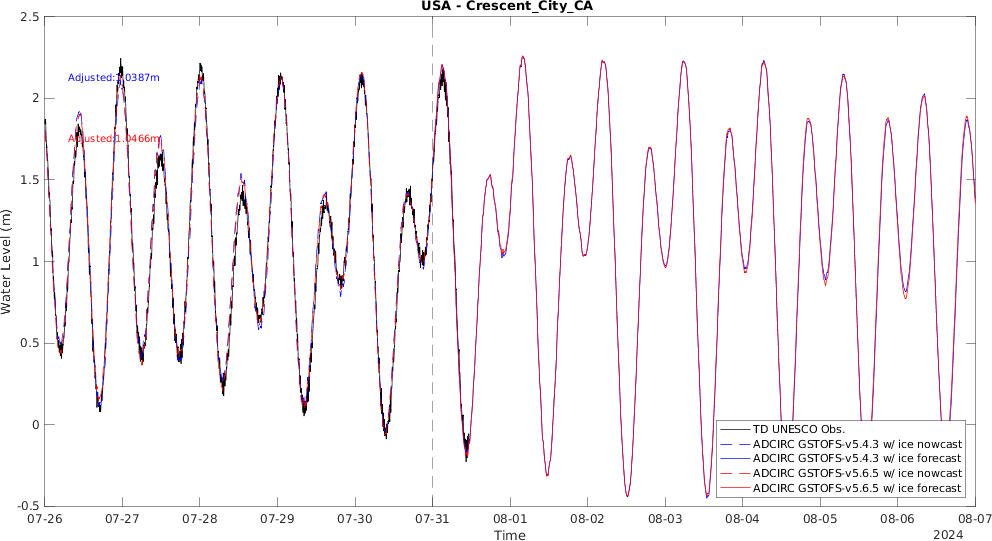 USA - Crescent_City_CA
2.5
2
1.5
1
0.5
0
-0.5
Water Level (m)
Adjusted:1.0387m
Adjusted:1.0466m
TD UNESCO Obs.
ADCIRC GSTOFS-v5.4.3 w/ ice nowcast
ADCIRC GSTOFS-v5.4.3 w/ ice forecast
ADCIRC GSTOFS-v5.6.5 w/ ice nowcast
ADCIRC GSTOFS-v5.6.5 w/ ice forecast
07-26 07-27 07-28 07-29 07-30 07-31 08-01 08-02 08-03 08-04 08-05 08-06 08-07
Time
2024